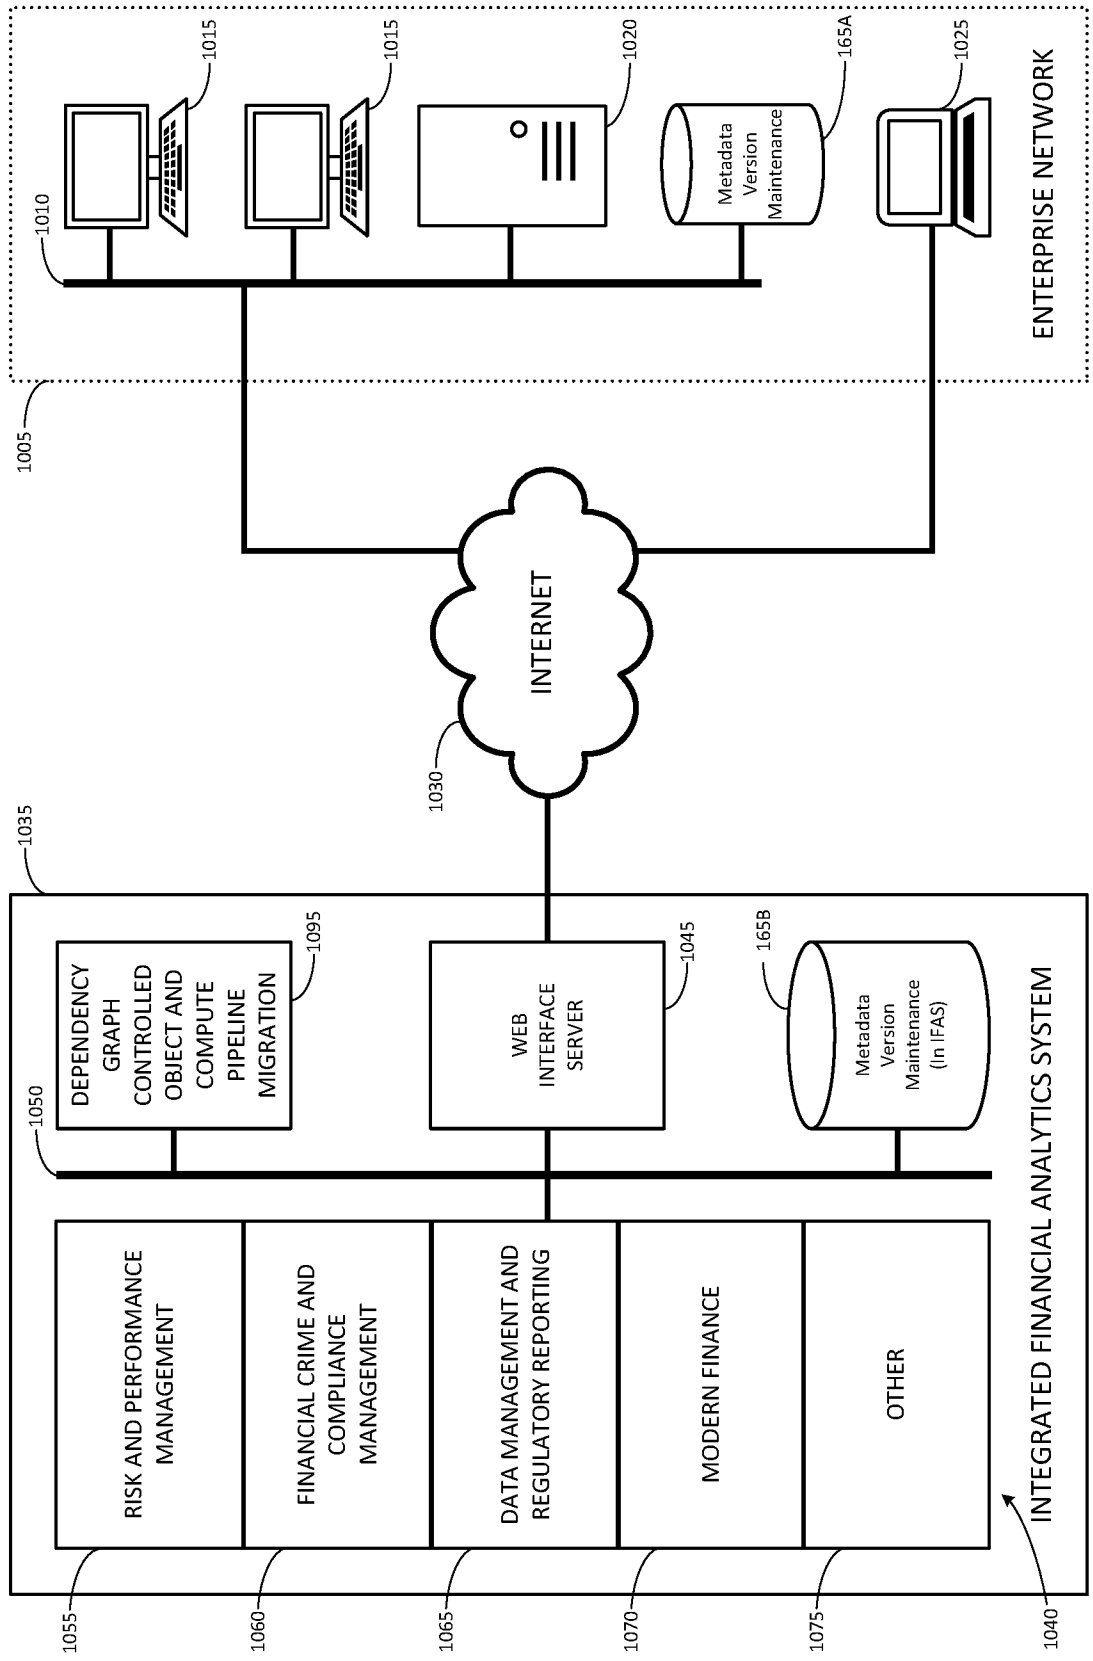 1035
1050
1055
RISK AND PERFORMANCE
MANAGEMENT
1060
FINANCIAL CRIME AND
COMPLIANCE
MANAGEMENT
1065
DATA MANAGEMENT AND
REGULATORY REPORTING
1070
MODERN FINANCE
1075
OTHER
DEPENDENCY
GRAPH
CONTROLLED
OBJECT AND
COMPUTE
PIPELINE
MIGRATION
1095
WEB
INTERFACE
SERVER
1045
165B
Metadata
Version
Maintenance
(In IFAS)
INTEGRATED FINANCIAL ANALYTICS SYSTEM
1040
1030
INTERNET
1005
1010
1015
1015
1020
165A
Metadata
Version
Maintenance
1025
ENTERPRISE NETWORK